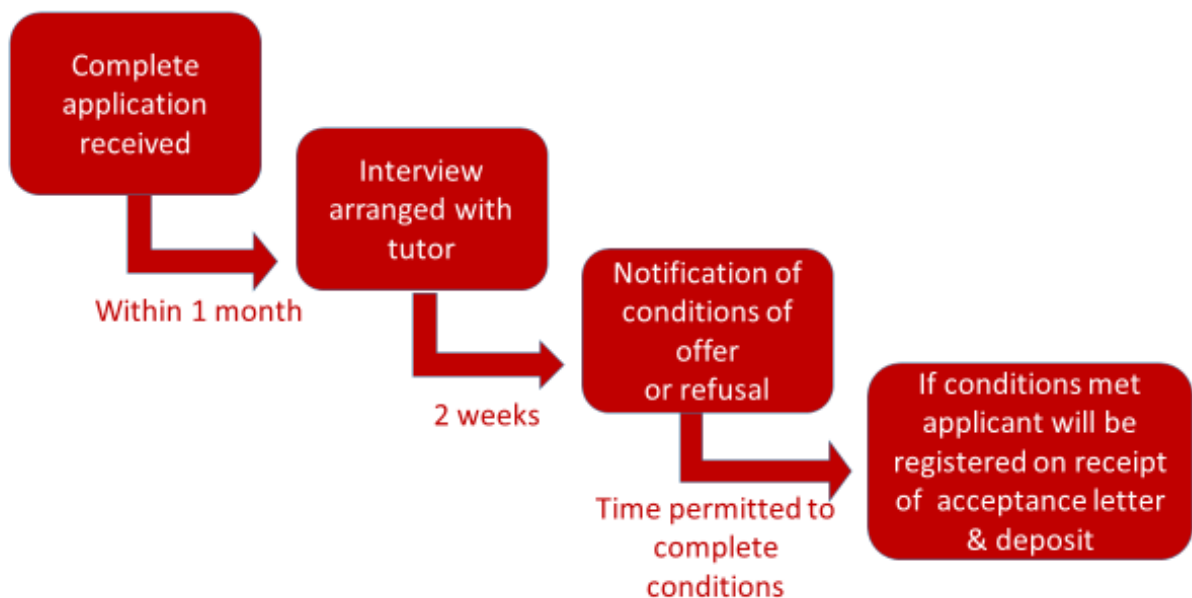 Complete
application
received
Within 1 month
Interview
arranged with
tutor
2 weeks
Notification of
conditions of
offer
or refusal
Time permitted to
complete
conditions
If conditions met
applicant will be
registered on receipt
of acceptance letter
& deposit